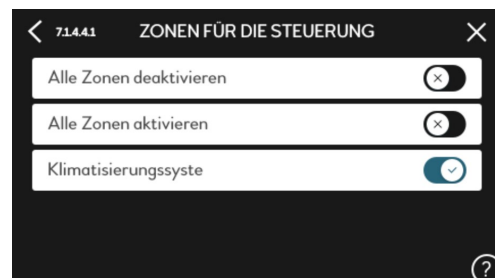 7.1.4.4.1 ZONEN FÜR DIE STEUERUNG
Alle Zonen deaktivieren
Alle Zonen aktivieren
Klimatisierungssyste
?